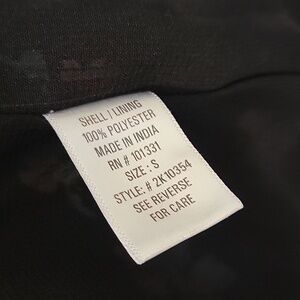 SHELL / LINING
100% POLYESTER
MADE IN INDIA
RN # 101331
SIZE : S
STYLE: # 2K10354
SEE REVERSE
FOR CARE